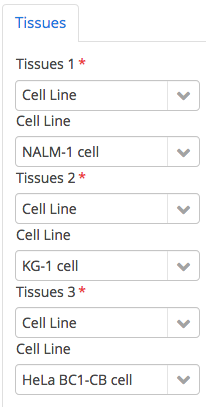 Tissues
Tissues 1 *
Cell Line
Cell Line
NALM-1 cell
Tissues 2 *
Cell Line
Cell Line
KG-1 cell
Tissues 3 *
Cell Line
Cell Line
HeLa BC1-CB cell